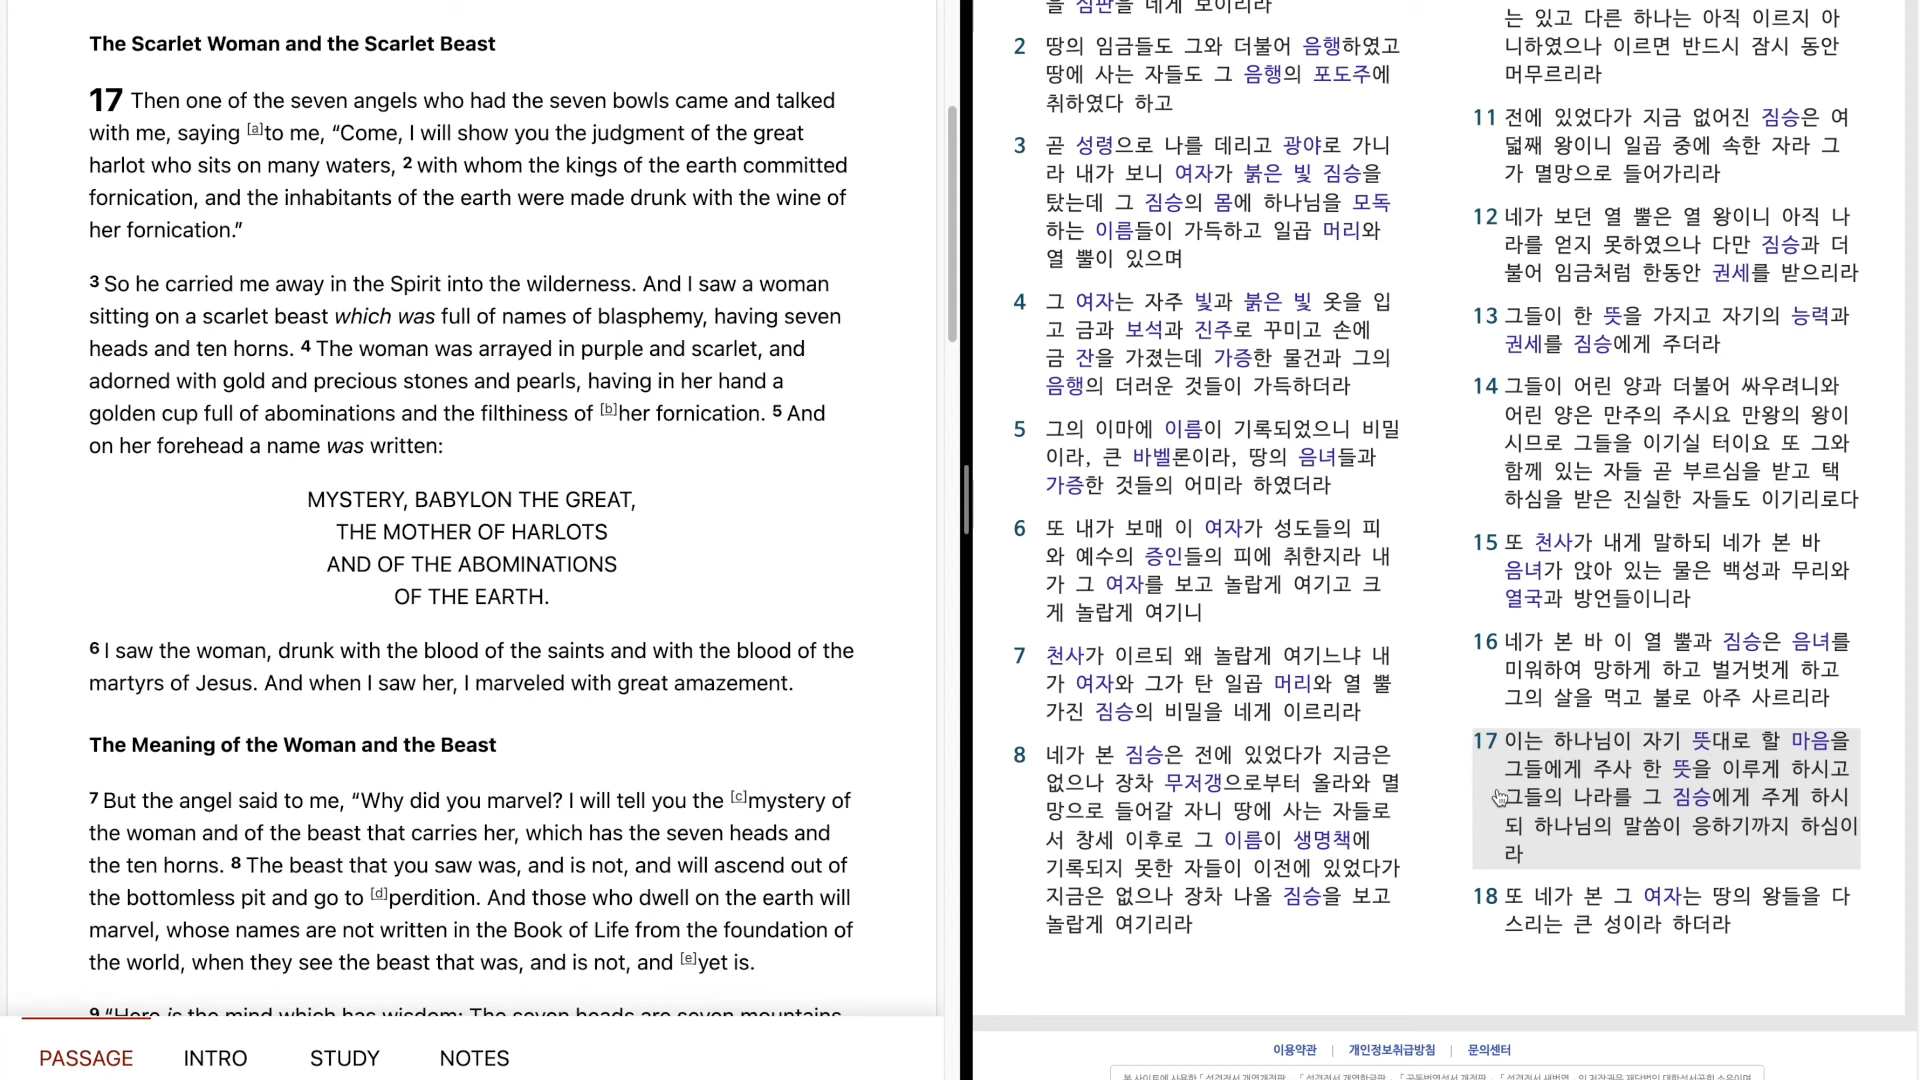 The Scarlet Woman and the Scarlet Beast
17 Then one of the seven angels who had the seven bowls came and talked
with me, saying [a]to me, “Come, I will show you the judgment of the great
harlot who sits on many waters, 2 with whom the kings of the earth committed
fornication, and the inhabitants of the earth were made drunk with the wine of
her fornication.”
3 So he carried me away in the Spirit into the wilderness. And I saw a woman
sitting on a scarlet beast which was full of names of blasphemy, having seven
heads and ten horns. 4 The woman was arrayed in purple and scarlet, and
adorned with gold and precious stones and pearls, having in her hand a
golden cup full of abominations and the filthiness of [b]her fornication. 5 And
on her forehead a name was written:
MYSTERY, BABYLON THE GREAT,
THE MOTHER OF HARLOTS
AND OF THE ABOMINATIONS
OF THE EARTH.
6 I saw the woman, drunk with the blood of the saints and with the blood of the
martyrs of Jesus. And when I saw her, I marveled with great amazement.
The Meaning of the Woman and the Beast
7 But the angel said to me, “Why did you marvel? I will tell you the [c]mystery of
the woman and of the beast that carries her, which has the seven heads and
the ten horns. 8 The beast that you saw was, and is not, and will ascend out of
the bottomless pit and go to [d]perdition. And those who dwell on the earth will
marvel, whose names are not written in the Book of Life from the foundation of
the world, when they see the beast that was, and is not, and [e]yet is.
9 “Here is the mind which has wisdom: The seven heads are seven mountains
PASSAGE INTRO STUDY NOTES
을 심판을 네게 보이리라
2 땅의 임금들도 그와 더불어 음행하였고
땅에 사는 자들도 그 음행의 포도주에
취하였다 하고
3 곧 성령으로 나를 데리고 광야로 가니
라 내가 보니 여자가 붉은 빛 짐승을
탔는데 그 짐승의 몸에 하나님을 모독
하는 이름들이 가득하고 일곱 머리와
열 뿔이 있으며
4 그 여자는 자주 빛과 붉은 빛 옷을 입
고 금과 보석과 진주로 꾸미고 손에
금 잔을 가졌는데 가증한 물건과 그의
음행의 더러운 것들이 가득하더라
5 그의 이마에 이름이 기록되었으니 비밀
이라, 큰 바벨론이라, 땅의 음녀들과
가증한 것들의 어미라 하였더라
6 또 내가 보매 이 여자가 성도들의 피
와 예수의 증인들의 피에 취한지라 내
가 그 여자를 보고 놀랍게 여기고 크
게 놀랍게 여기니
7 천사가 이르되 왜 놀랍게 여기느냐 내
가 여자와 그가 탄 일곱 머리와 열 뿔
가진 짐승의 비밀을 네게 이르리라
8 네가 본 짐승은 전에 있었다가 지금은
없으나 장차 무저갱으로부터 올라와 멸
망으로 들어갈 자니 땅에 사는 자들로
서 창세 이후로 그 이름이 생명책에
기록되지 못한 자들이 이전에 있었다가
지금은 없으나 장차 나올 짐승을 보고
놀랍게 여기리라
는 있고 다른 하나는 아직 이르지 아
니하였으나 이르면 반드시 잠시 동안
머무르리라
11 전에 있었다가 지금 없어진 짐승은 여
덟째 왕이니 일곱 중에 속한 자라 그
가 멸망으로 들어가리라
12 네가 보던 열 뿔은 열 왕이니 아직 나
라를 얻지 못하였으나 다만 짐승과 더
불어 임금처럼 한동안 권세를 받으리라
13 그들이 한 뜻을 가지고 자기의 능력과
권세를 짐승에게 주더라
14 그들이 어린 양과 더불어 싸우려니와
어린 양은 만주의 주시요 만왕의 왕이
시므로 그들을 이기실 터이요 또 그와
함께 있는 자들 곧 부르심을 받고 택
하심을 받은 진실한 자들도 이기리로다
15 또 천사가 내게 말하되 네가 본 바
음녀가 앉아 있는 물은 백성과 무리와
열국과 방언들이니라
16 네가 본 바 이 열 뿔과 짐승은 음녀를
미워하여 망하게 하고 벌거벗게 하고
그의 살을 먹고 불로 아주 사르리라
17 이는 하나님이 자기 뜻대로 할 마음을
그들에게 주사 한 뜻을 이루게 하시고
그들의 나라를 그 짐승에게 주게 하시
되 하나님의 말씀이 응하기까지 하심이
라
18 또 네가 본 그 여자는 땅의 왕들을 다
스리는 큰 성이라 하더라
이용약관 | 개인정보취급방침 | 문의센터